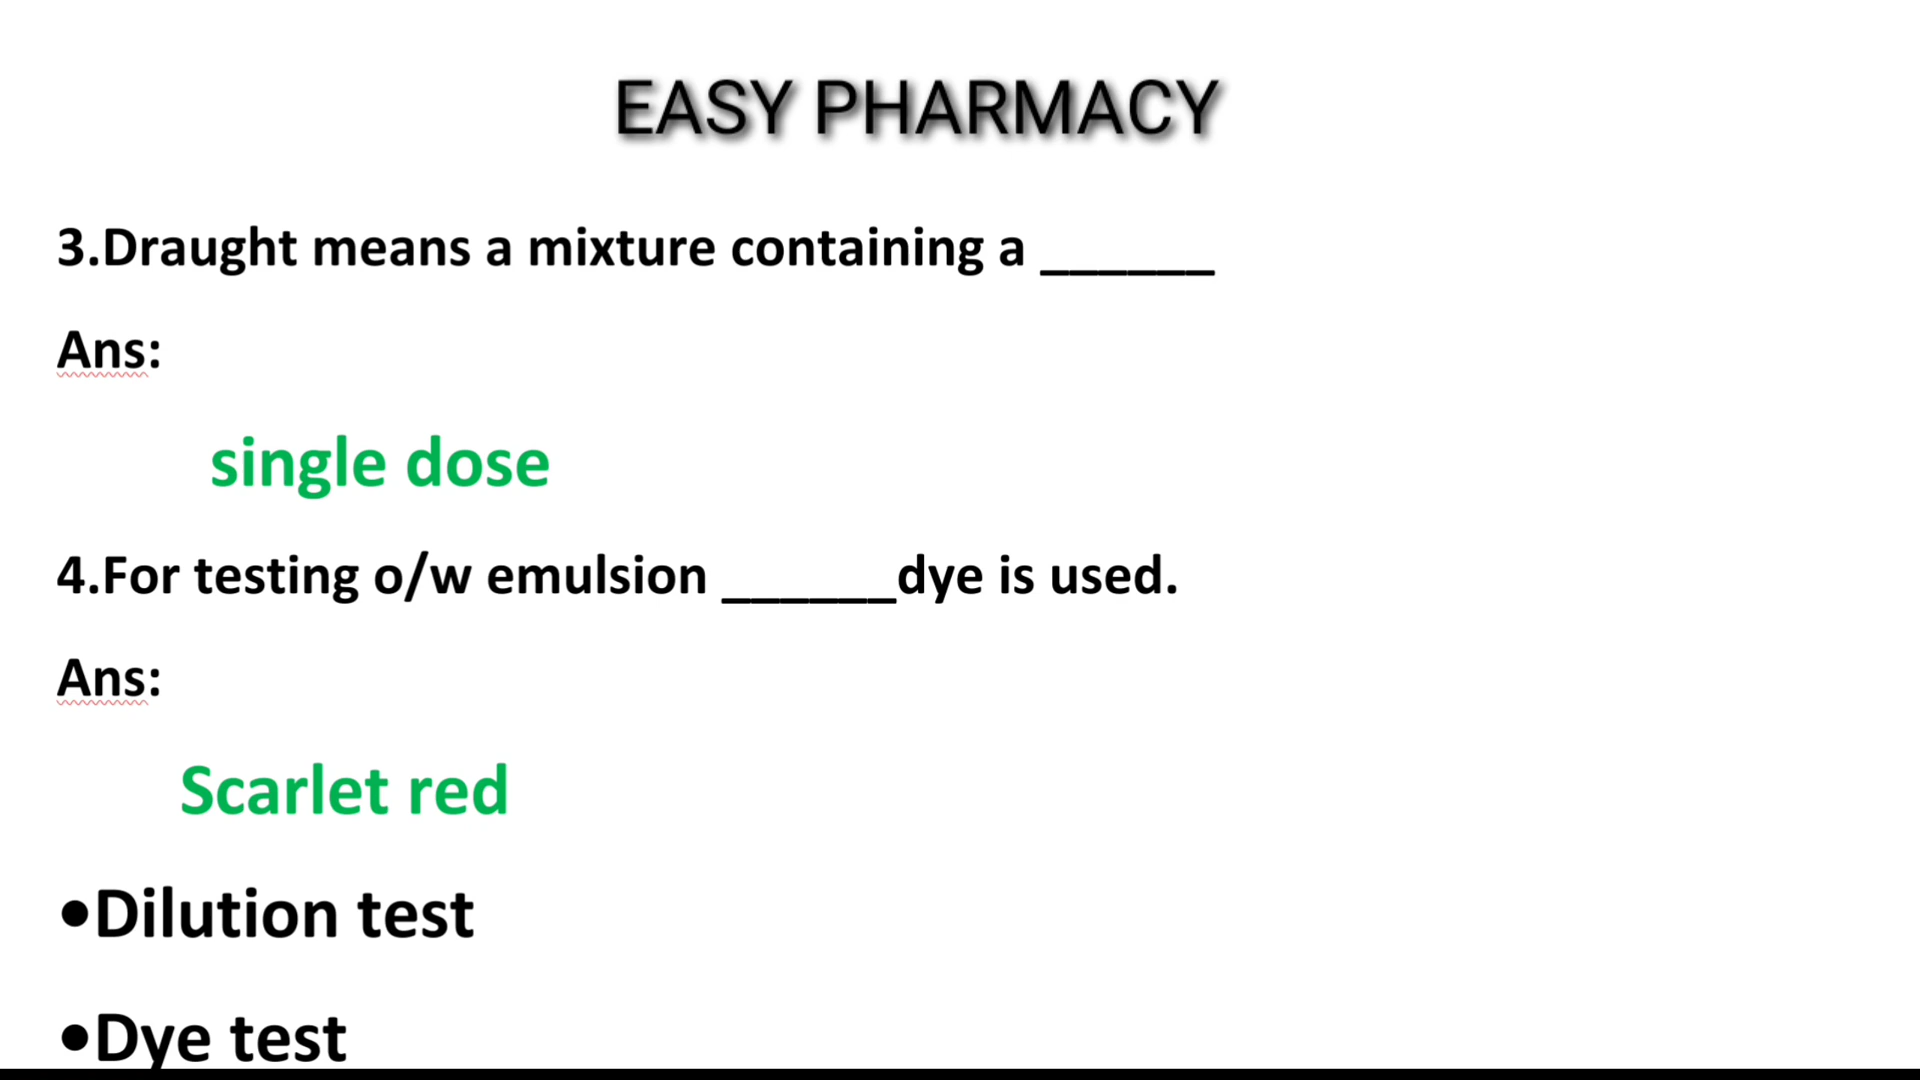 EASY PHARMACY
3.Draught means a mixture containing a ______
Ans:
single dose
4.For testing o/w emulsion ______dye is used.
Ans:
Scarlet red
•Dilution test
•Dye test